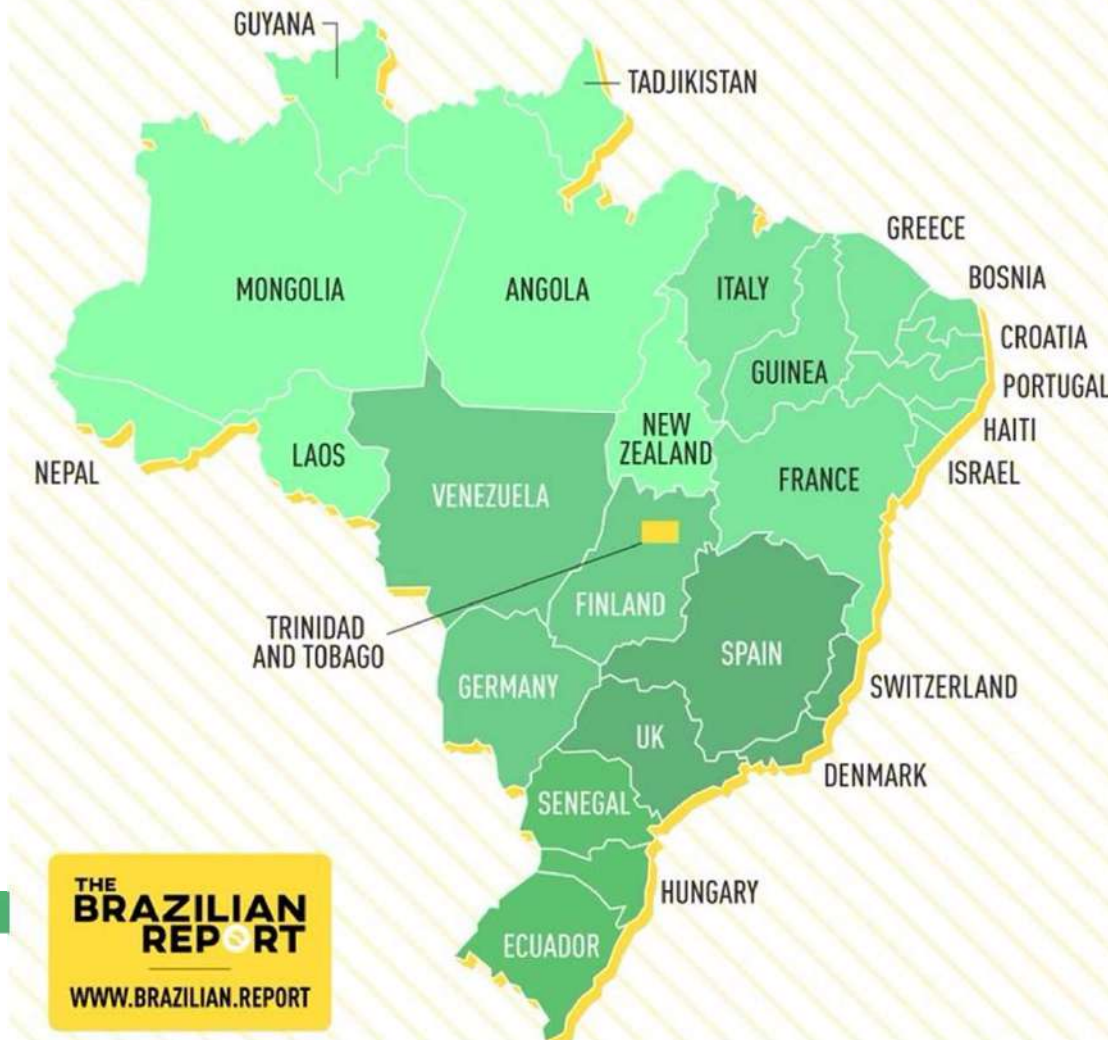 GUYANA
TADJIKISTAN
GREECE
BOSNIA
MONGOLIA
ANGOLA
ITALY
CROATIA
GUINEA
PORTUGAL
HAITI
NEPAL
LAOS
NEW
ZEALAND
FRANCE
ISRAEL
VENEZUELA
FINLAND
TRINIDAD
AND TOBAGO
SPAIN
GERMANY
SWITZERLAND
UK
DENMARK
SENEGAL
HUNGARY
ECUADOR
THE
BRAZILIAN
REPORT
WWW.BRAZILIAN.REPORT